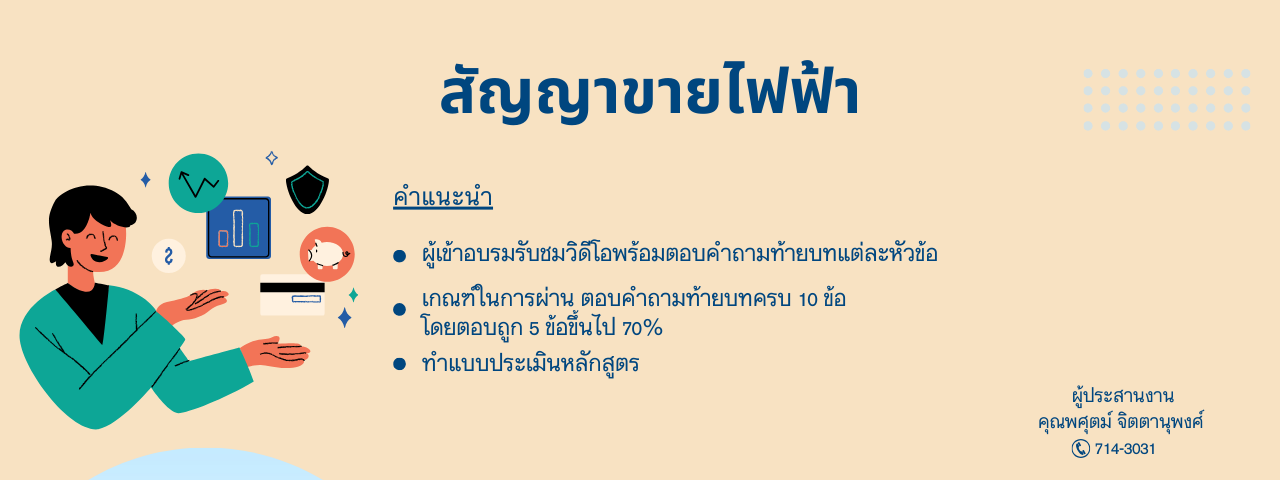 สัญญาขายไฟฟ้า
คำแนะนำ
ผู้เข้าอบรมรับชมวิดีโอพร้อมตอบคำถามท้ายบทแต่ละหัวข้อ
เกณฑ์ในการผ่าน ตอบคำถามท้ายบทครบ 10 ข้อ
โดยตอบถูก 5 ข้อขึ้นไป 70%
ทำแบบประเมินหลักสูตร
ผู้ประสานงาน
คุณพศุตม์ จิตตานุพงศ์
714-3031